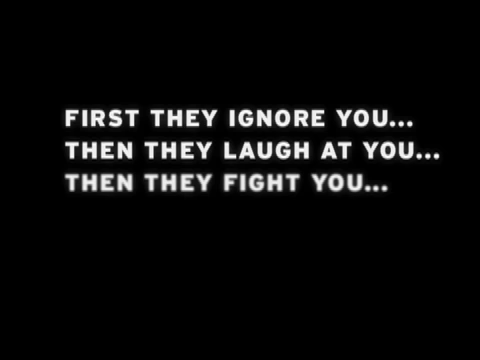 FIRST THEY IGNORE YOU...
THEN THEY LAUGH AT YOU...
THEN THEY FIGHT YOU...